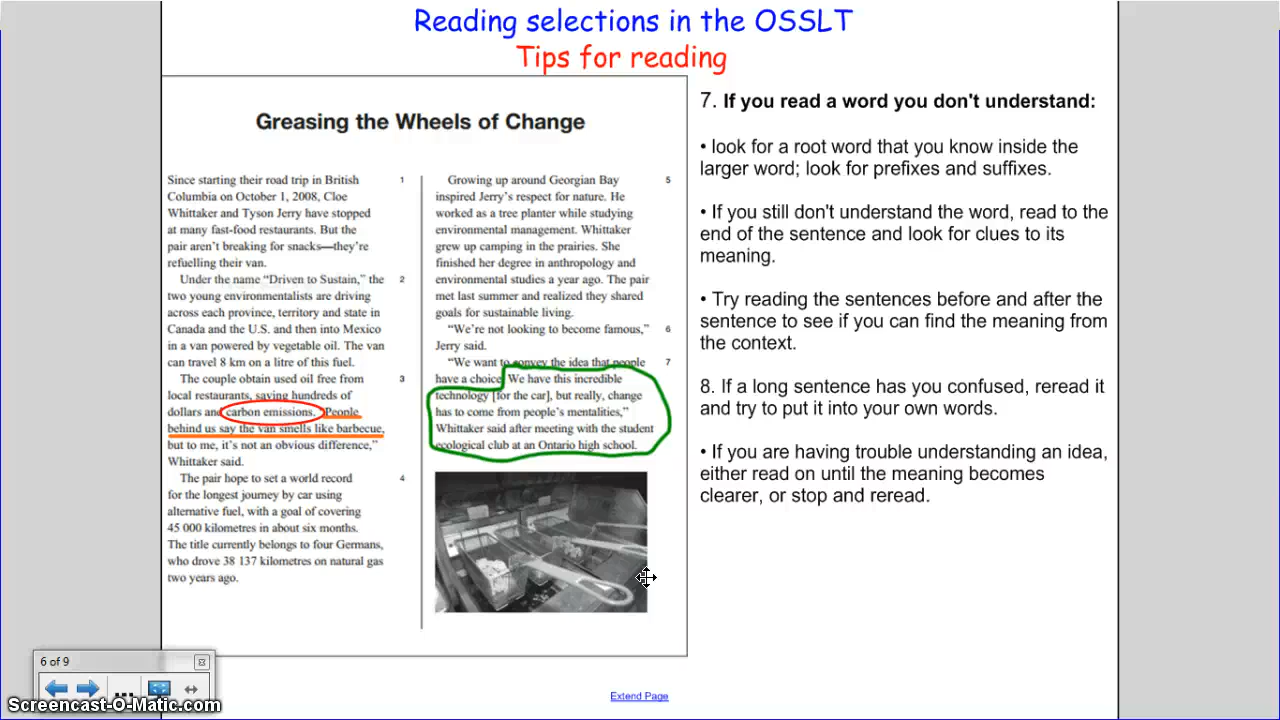 Reading selections in the OSSLT
Tips for reading
Greasing the Wheels of Change
Since starting their road trip in British 1
Columbia on October 1, 2008, Cloe
Whittaker and Tyson Jerry have stopped
at many fast-food restaurants. But the
pair aren't breaking for snacks—they're
refuelling their van.
Under the name “Driven to Sustain,” the 2
two young environmentalists are driving
across each province, territory and state in
Canada and the U.S. and then into Mexico
in a van powered by vegetable oil. The van
can travel 8 km on a litre of this fuel.
The couple obtain used oil free from 3
local restaurants, saving hundreds of
dollars and carbon emissions. “People
behind us say the van smells like barbecue,
but to me, it's not an obvious difference,”
Whittaker said.
The pair hope to set a world record 4
for the longest journey by car using
alternative fuel, with a goal of covering
45 000 kilometres in about six months.
The title currently belongs to four Germans,
who drove 38 137 kilometres on natural gas
two years ago.
Growing up around Georgian Bay 5
inspired Jerry's respect for nature. He
worked as a tree planter while studying
environmental management. Whittaker
grew up camping in the prairies. She
finished her degree in anthropology and
environmental studies a year ago. The pair
met last summer and realized they shared
goals for sustainable living.
“We're not looking to become famous,” 6
Jerry said.
“We want to convey the idea that people 7
have a choice. We have this incredible
technology [for the car], but really, change
has to come from people's mentalities,”
Whittaker said after meeting with the student
ecological club at an Ontario high school.
7. If you read a word you don't understand:
• look for a root word that you know inside the
larger word; look for prefixes and suffixes.
• If you still don't understand the word, read to the
end of the sentence and look for clues to its
meaning.
• Try reading the sentences before and after the
sentence to see if you can find the meaning from
the context.
8. If a long sentence has you confused, reread it
and try to put it into your own words.
• If you are having trouble understanding an idea,
either read on until the meaning becomes
clearer, or stop and reread.
6 of 9
Extend Page
Screencast-O-Matic.com